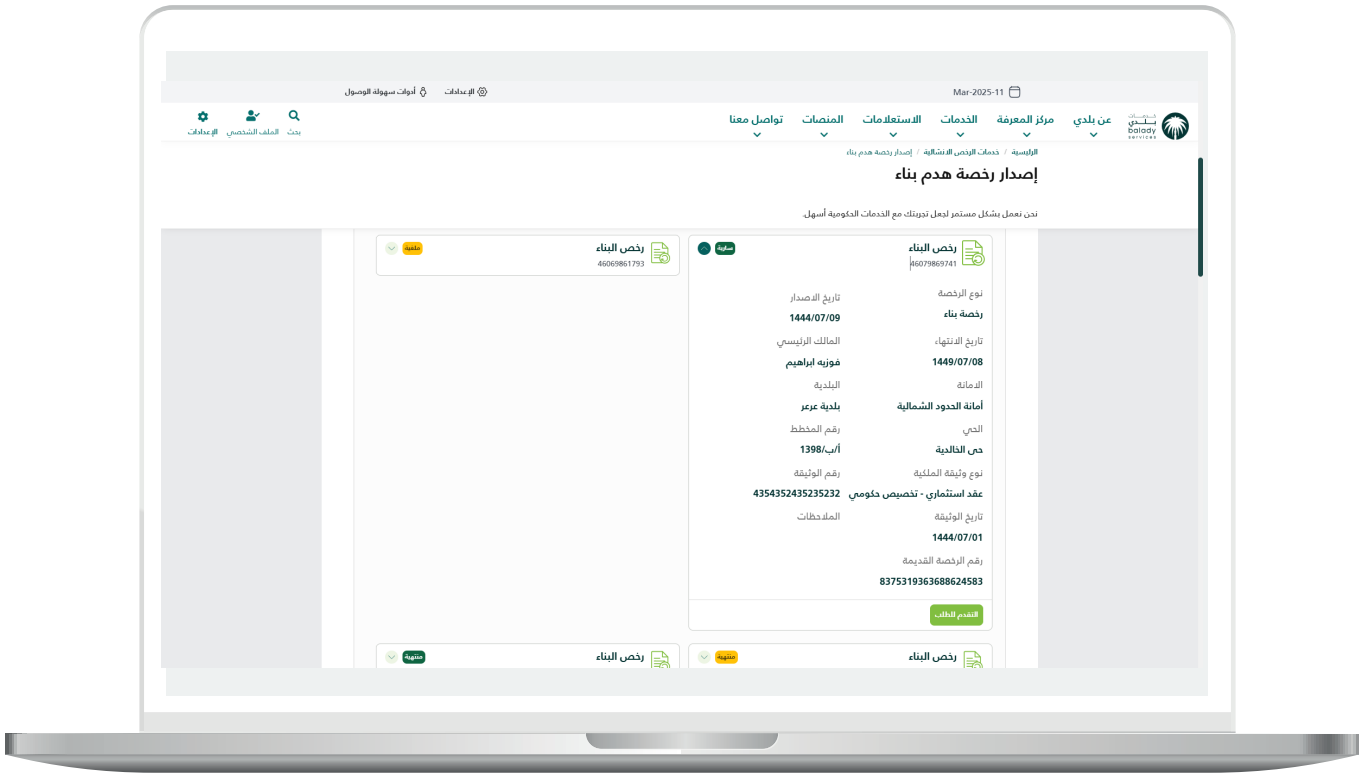 11-Mar-2025
الإعدادات
أدوات سهولة الوصول
خدمات
بلدي
balady
services
عن بلدي
مركز المعرفة
الخدمات
الاستعلامات
المنصات
تواصل معنا
بحث
الملف الشخصي
الإعدادات
الرئيسية / خدمات الرخص الانشائية / إصدار رخصة هدم بناء
إصدار رخصة هدم بناء
نحن نعمل بشكل مستمر لجعل تجربتك مع الخدمات الحكومية أسهل.
رخص البناء
46079869741
سارية
نوع الرخصة
رخصة بناء
تاريخ الاصدار
1444/07/09
تاريخ الانتهاء
1449/07/08
المالك الرئيسي
فوزيه ابراهيم
الامانة
أمانة الحدود الشمالية
البلدية
بلدية عرعر
الحي
حى الخالدية
رقم المخطط
أ/ب/1398
نوع وثيقة الملكية
عقد استثماري - تخصيص حكومي
رقم الوثيقة
4354352435235232
تاريخ الوثيقة
1444/07/01
الملاحظات
رقم الرخصة القديمة
8375319363688624583
التقدم للطلب
رخص البناء
46069861793
ملغية
رخص البناء
منتهية
رخص البناء
منتهية